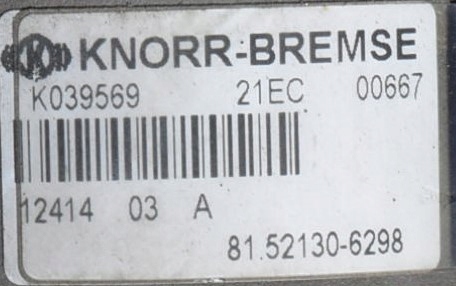 K KNORR-BREMSE
K039569 21EC 00667
12414 03 A
81.52130-6298